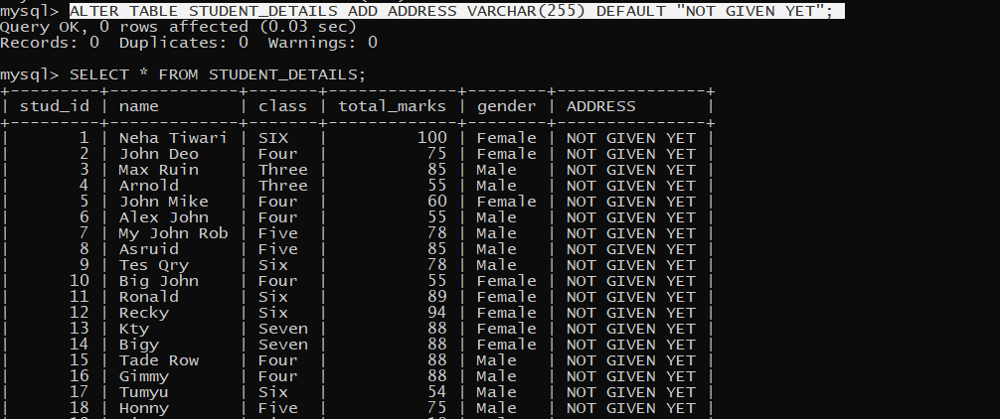 mysql> ALTER TABLE STUDENT_DETAILS ADD ADDRESS VARCHAR(255) DEFAULT "NOT GIVEN YET";
Query OK, 0 rows affected (0.03 sec)
Records: 0  Duplicates: 0  Warnings: 0
mysql> SELECT * FROM STUDENT_DETAILS;
+---------+-------------+-------+-------------+--------+---------------+
| stud_id | name        | class | total_marks | gender | ADDRESS       |
+---------+-------------+-------+-------------+--------+---------------+
|       1 | Neha Tiwari | SIX   |         100 | Female | NOT GIVEN YET |
|       2 | John Deo    | Four  |          75 | Female | NOT GIVEN YET |
|       3 | Max Ruin    | Three |          85 | Male   | NOT GIVEN YET |
|       4 | Arnold      | Three |          55 | Male   | NOT GIVEN YET |
|       5 | John Mike   | Four  |          60 | Female | NOT GIVEN YET |
|       6 | Alex John   | Four  |          55 | Male   | NOT GIVEN YET |
|       7 | My John Rob | Five  |          78 | Male   | NOT GIVEN YET |
|       8 | Asruid      | Five  |          85 | Male   | NOT GIVEN YET |
|       9 | Tes Qry     | Six   |          78 | Male   | NOT GIVEN YET |
|      10 | Big John    | Four  |          55 | Female | NOT GIVEN YET |
|      11 | Ronald      | Six   |          89 | Female | NOT GIVEN YET |
|      12 | Recky       | Six   |          94 | Female | NOT GIVEN YET |
|      13 | Kty         | Seven |          88 | Female | NOT GIVEN YET |
|      14 | Bigy        | Seven |          88 | Female | NOT GIVEN YET |
|      15 | Tade Row    | Four  |          88 | Male   | NOT GIVEN YET |
|      16 | Gimmy       | Four  |          88 | Male   | NOT GIVEN YET |
|      17 | Tumyu       | Six   |          54 | Male   | NOT GIVEN YET |
|      18 | Honny       | Five  |          75 | Male   | NOT GIVEN YET |